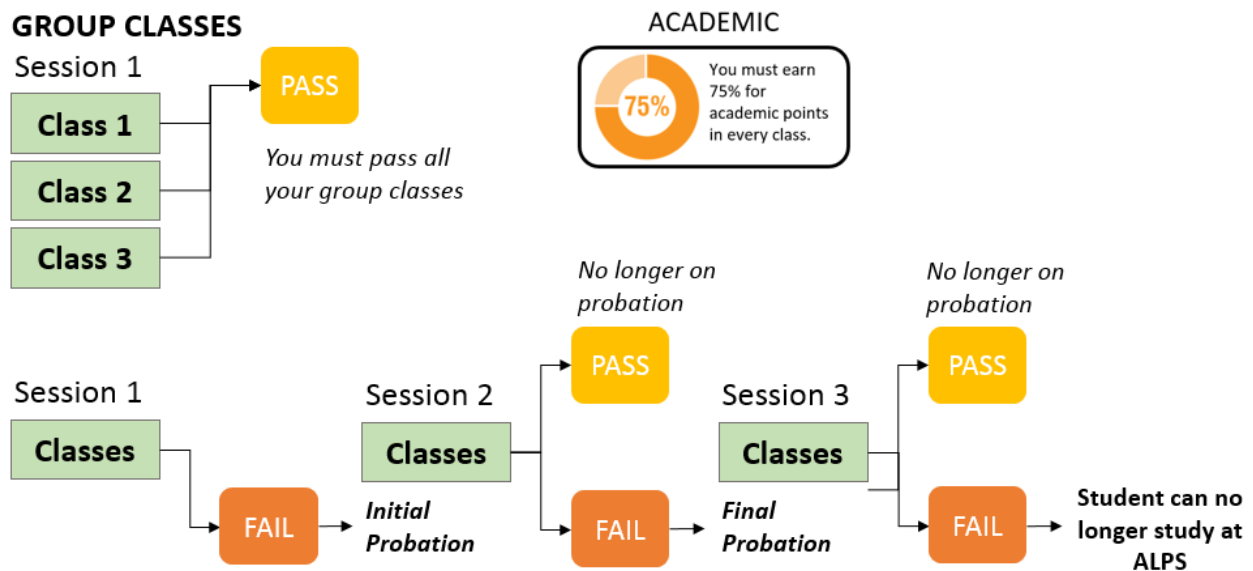 GROUP CLASSES
Session 1
Class 1
Class 2
Class 3
PASS
You must pass all
your group classes
ACADEMIC
75%
You must earn
75% for
academic points
in every class.
Session 1
Classes
FAIL
Initial
Probation
Session 2
Classes
No longer on
probation
PASS
FAIL
Final
Probation
Session 3
Classes
No longer on
probation
PASS
FAIL
Student can no
longer study at
ALPS